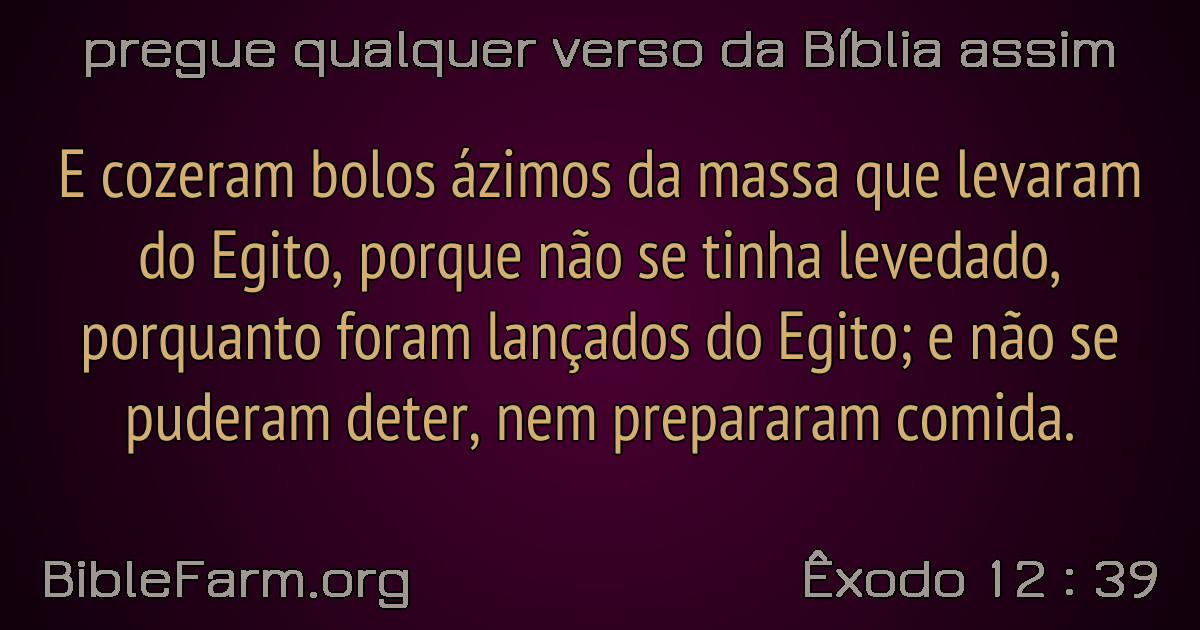 pregue qualquer verso da Bíblia assim
E cozeram bolos ázimos da massa que levaram
do Egito, porque não se tinha levedado,
porquanto foram lançados do Egito; e não se
puderam deter, nem prepararam comida.
BibleFarm.org
Êxodo 12 : 39